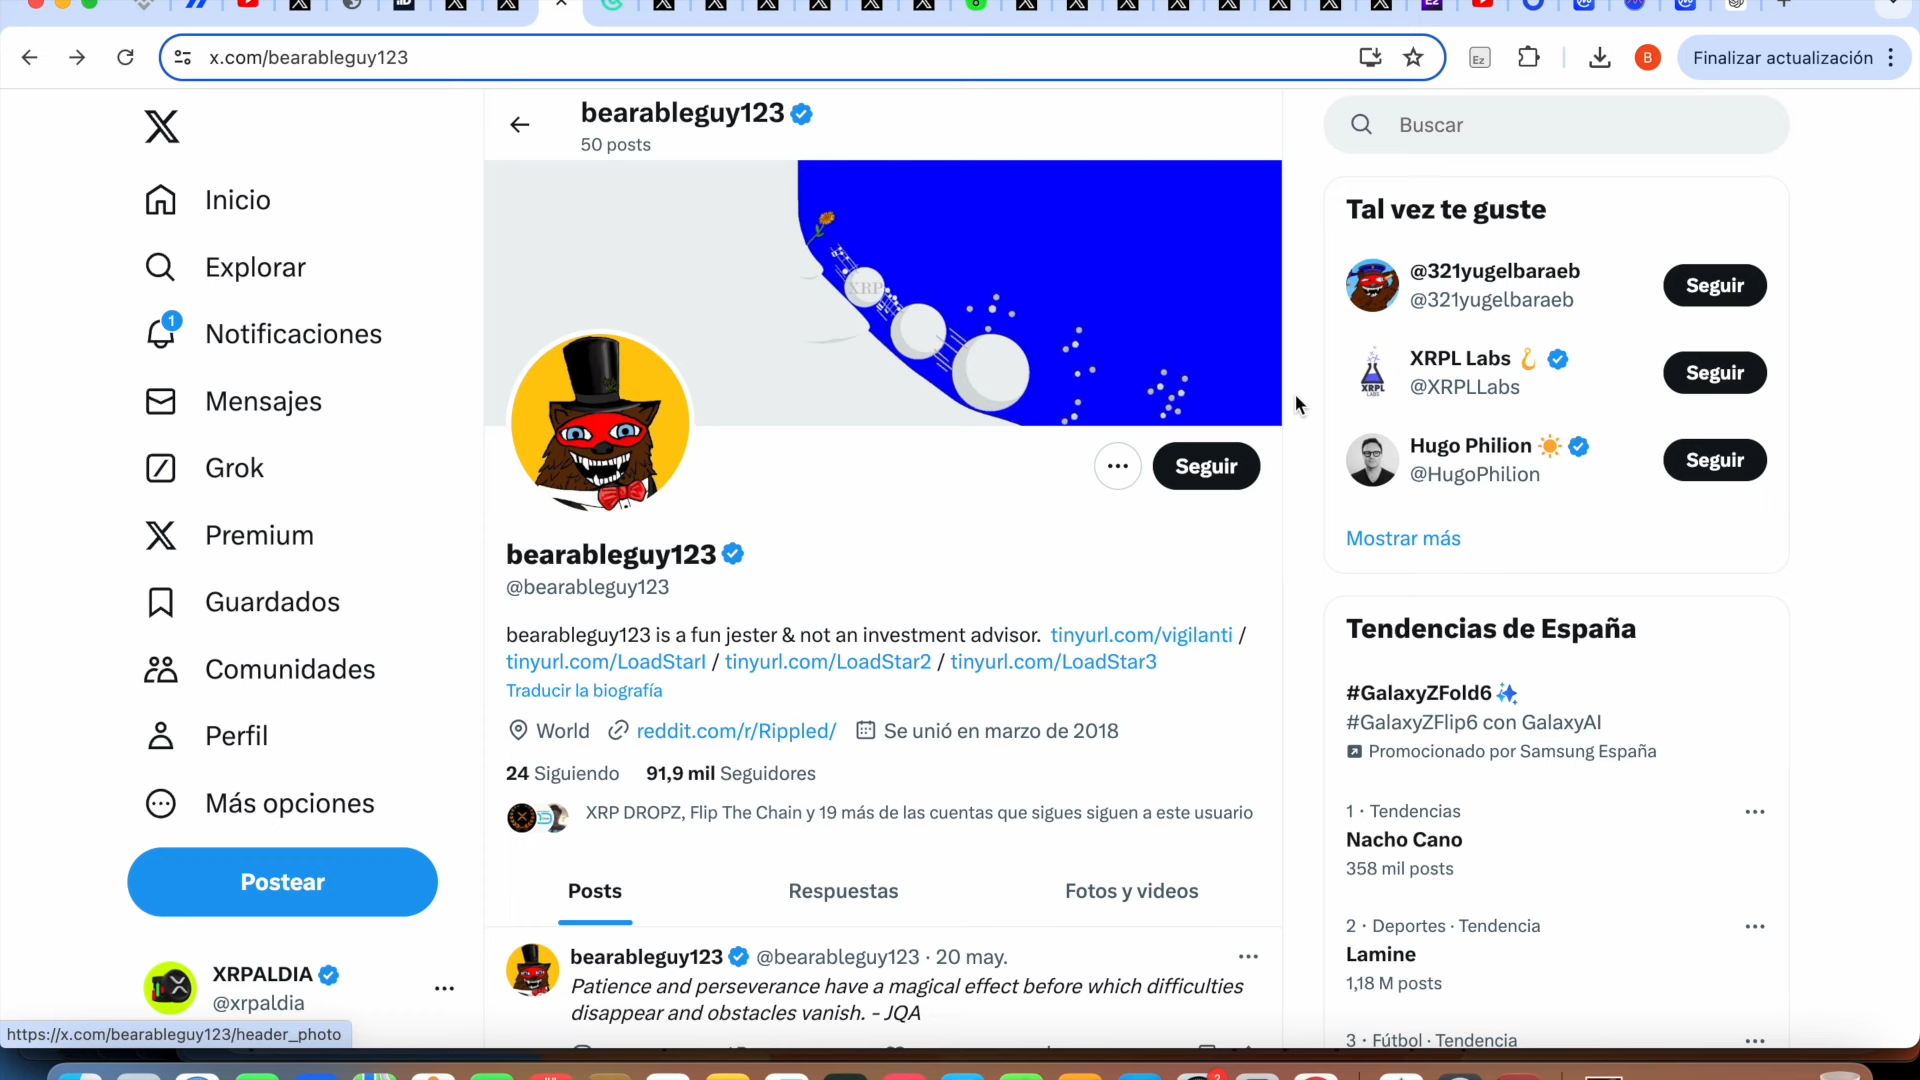 x.com/bearableguy123
Ez
B
Finalizar actualización
bearableguy123
50 posts
Buscar
Inicio
Explorar
1
Notificaciones
Mensajes
Grok
Premium
Guardados
Comunidades
Perfil
Más opciones
Postear
XRPALDIA
@xrpaldia
https://x.com/bearableguy123/header_photo
XRP
Seguir
bearableguy123
@bearableguy123
bearableguy123 is a fun jester & not an investment advisor. tinyurl.com/vigilanti /
tinyurl.com/LoadStarI / tinyurl.com/LoadStar2 / tinyurl.com/LoadStar3
Traducir la biografía
World reddit.com/r/Rippled/ Se unió en marzo de 2018
24 Siguiendo 91,9 mil Seguidores
XRP DROPZ, Flip The Chain y 19 más de las cuentas que sigues siguen a este usuario
Posts Respuestas Fotos y videos
bearableguy123 @bearableguy123 · 20 may.
Patience and perseverance have a magical effect before which difficulties
disappear and obstacles vanish. - JQA
Tal vez te guste
@321yugelbaraeb
@321yugelbaraeb
Seguir
XRPL Labs
@XRPLLabs
Seguir
XRPL
LABS
Hugo Philion
@HugoPhilion
Seguir
Mostrar más
Tendencias de España
#GalaxyZFold6
#GalaxyZFlip6 con GalaxyAI
Promocionado por Samsung España
1 · Tendencias
Nacho Cano
358 mil posts
2 · Deportes · Tendencia
Lamine
1,18 M posts
3 · Fútbol · Tendencia